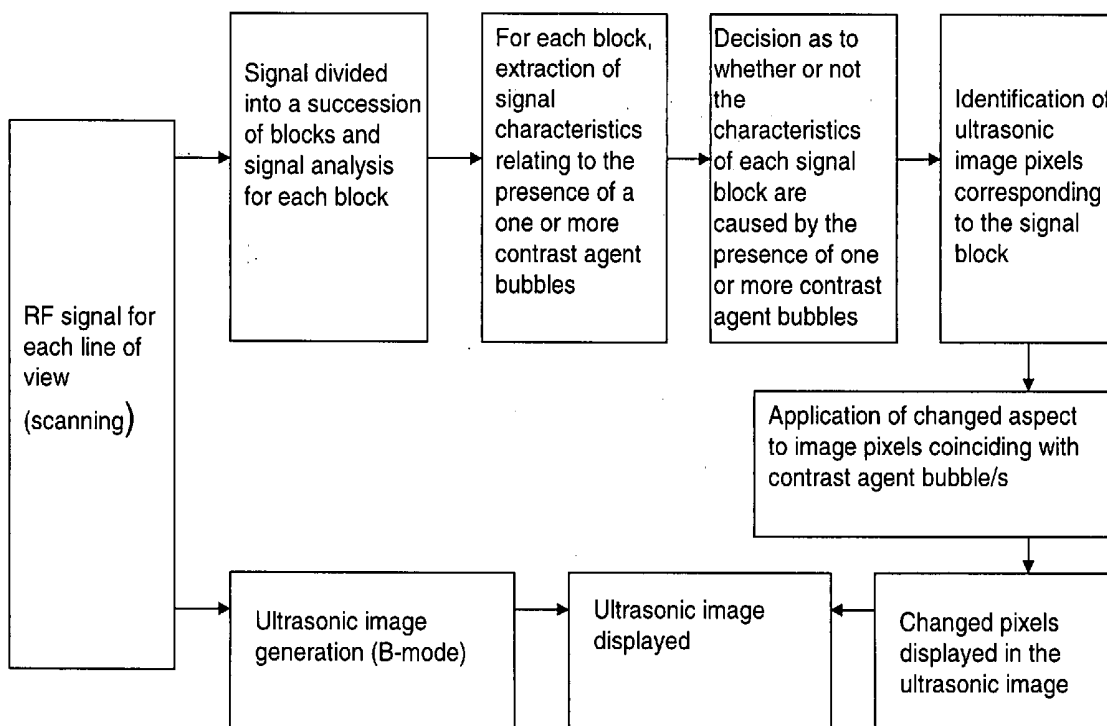 RF signal for
each line of
view
(scanning)
Signal divided
into a succession
of blocks and
signal analysis
for each block
For each block,
extraction of
signal
characteristics
relating to the
presence of a
one or more
contrast agent
bubbles
Decision as to
whether or not
the
characteristics
of each signal
block are
caused by the
presence of one
or more contrast
agent bubbles
Identification of
ultrasonic
image pixels
corresponding
to the signal
block
Application of changed aspect
to image pixels coinciding with
contrast agent bubble/s
Ultrasonic image
generation (B-mode)
Ultrasonic image
displayed
Changed pixels
displayed in the
ultrasonic image